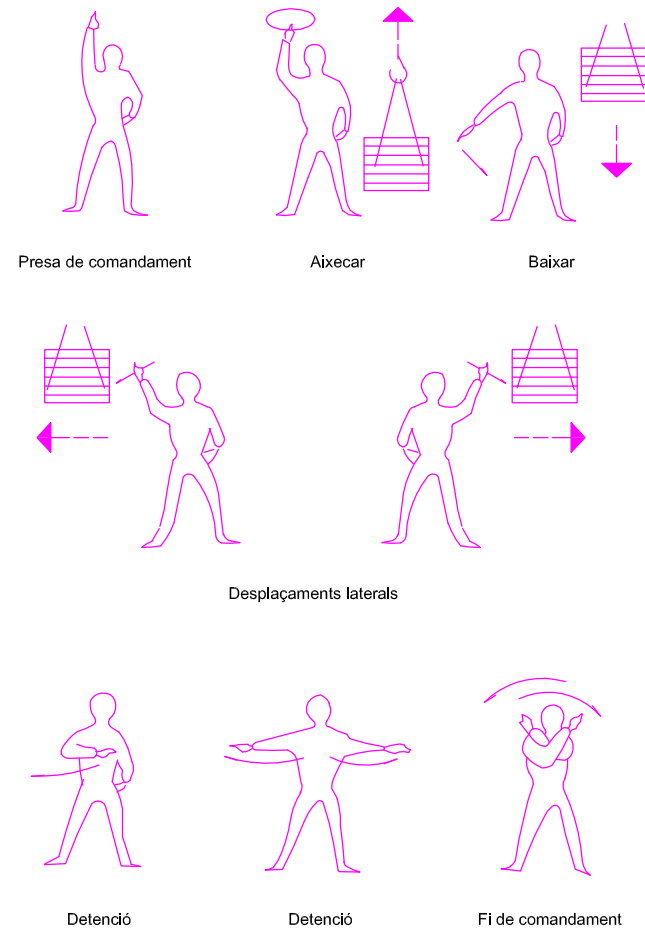 Presa de comandament
Aixecar
Baixar
Desplaçaments laterals
Detenció
Detenció
Fi de comandament